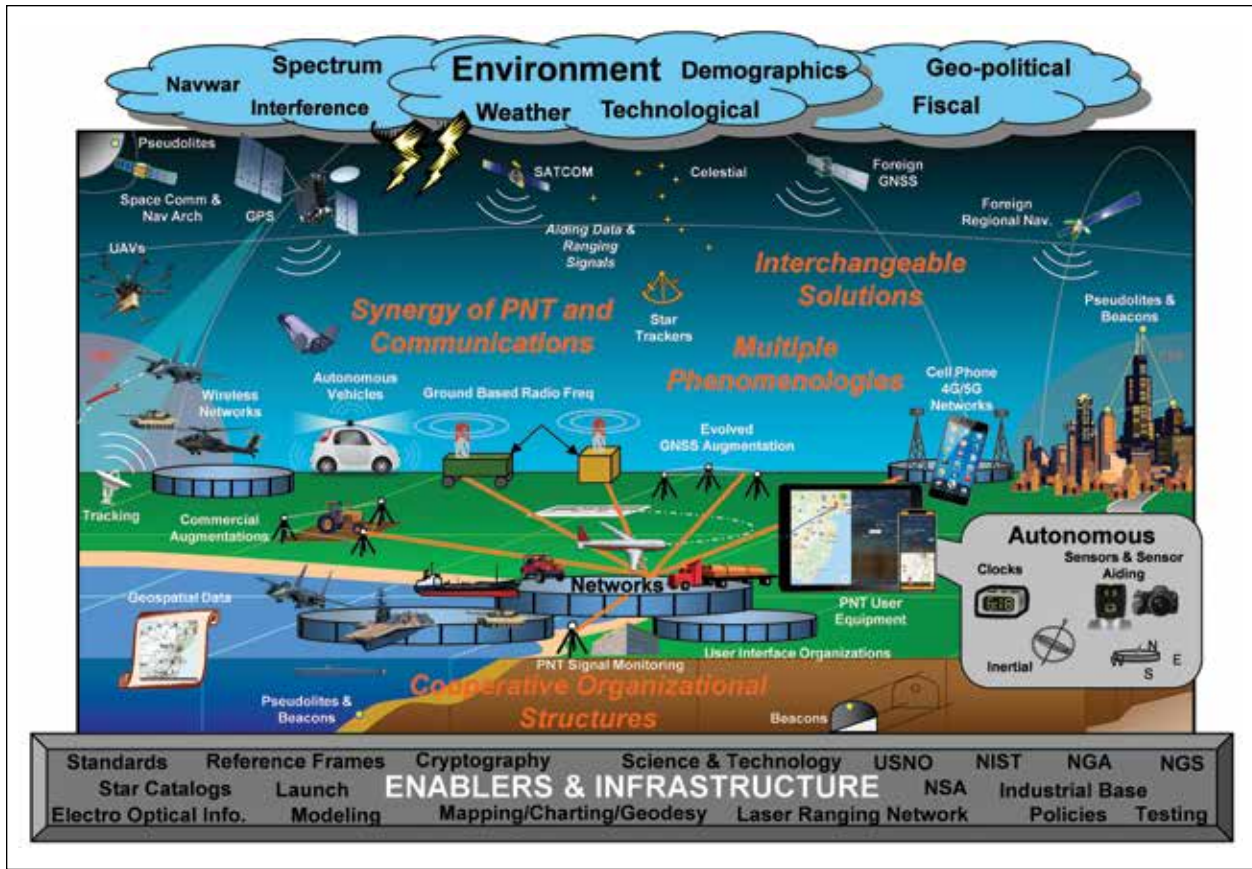 Navwar
Spectrum
Interference
Environment
Weather
Demographics
Technological
Geo-political
Fiscal
Pseudolites
Space Comm &
Nav Arch
GPS
SATCOM
Celestial
Foreign
GNSS
Foreign
Regional Nav.
UAVs
Aiding Data &
Ranging
Signals
Interchangeable
Solutions
Synergy of PNT and
Communications
Star
Trackers
Multiple
Phenomenologies
Pseudolites &
Beacons
Wireless
Networks
Autonomous
Vehicles
Ground Based Radio Freq
Evolved
GNSS Augmentation
Cell Phone
4G/5G
Networks
Tracking
Commercial
Augmentations
Networks
Geospatial Data
PNT User
Equipment
PNT Signal Monitoring
User Interface Organizations
Autonomous
Clocks
Sensors & Sensor
Aiding
Inertial
N
E
S
Cooperative Organizational
Structures
Pseudolites &
Beacons
Beacons
Standards
Reference Frames
Cryptography
Science & Technology
USNO
NIST
NGA
NGS
Star Catalogs
Launch
ENABLERS & INFRASTRUCTURE
NSA
Industrial Base
Electro Optical Info.
Modeling
Mapping/Charting/Geodesy
Laser Ranging Network
Policies
Testing